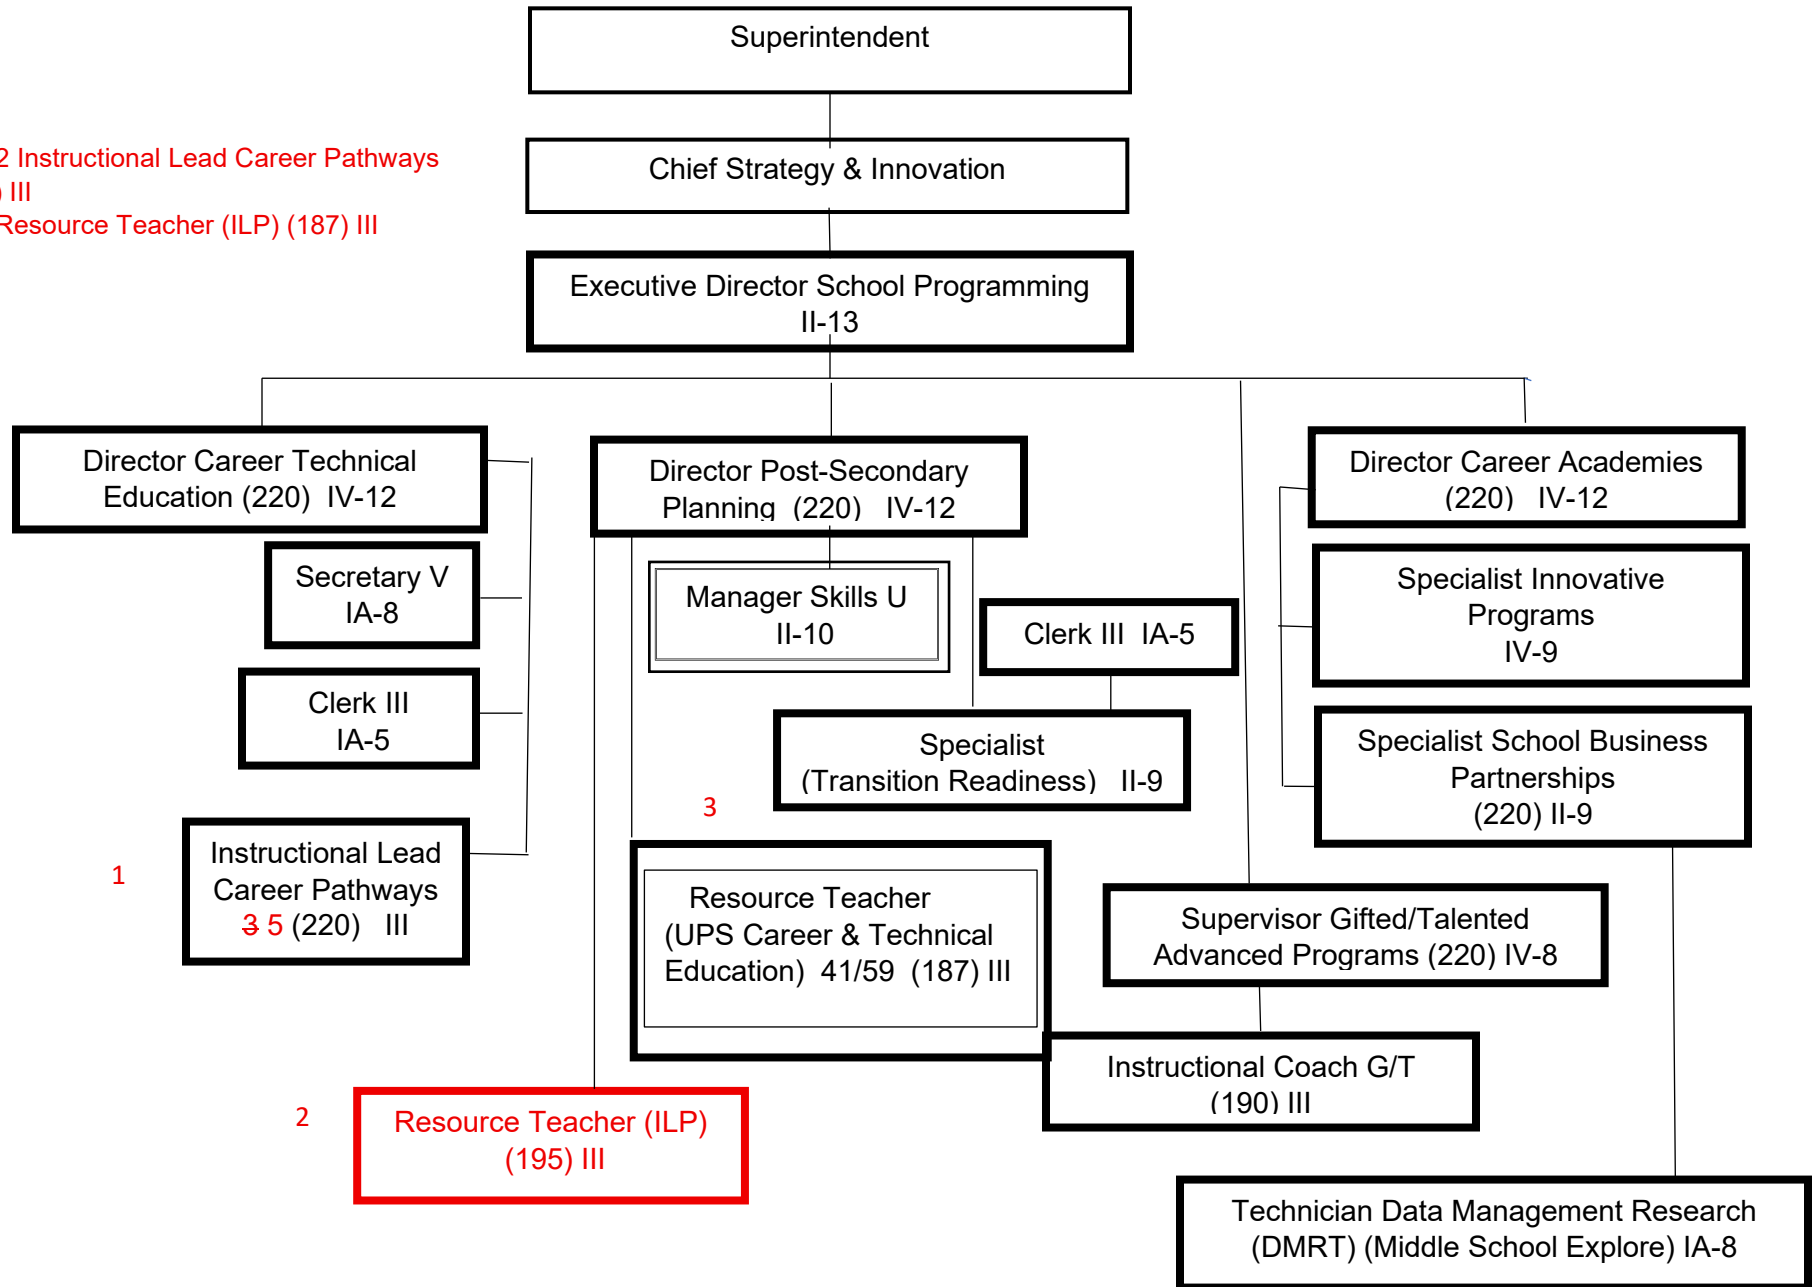 Superintendent
2 Instructional Lead Career Pathways
) III
Resource Teacher (ILP) (187) III
Chief Strategy & Innovation
Executive Director School Programming
II-13
Director Career Technical
Education (220) IV-12
Director Post-Secondary
Planning (220) IV-12
Director Career Academies
(220) IV-12
Secretary V
IA-8
Manager Skills U
II-10
Clerk III IA-5
Specialist Innovative
Programs
IV-9
Clerk III
IA-5
Specialist
(Transition Readiness) II-9
Specialist School Business
Partnerships
(220) II-9
3
1
Instructional Lead
Career Pathways
3 5 (220) III
Resource Teacher
(UPS Career & Technical
Education) 41/59 (187) III
Supervisor Gifted/Talented
Advanced Programs (220) IV-8
Instructional Coach G/T
(190) III
2
Resource Teacher (ILP)
(195) III
Technician Data Management Research
(DMRT) (Middle School Explore) IA-8